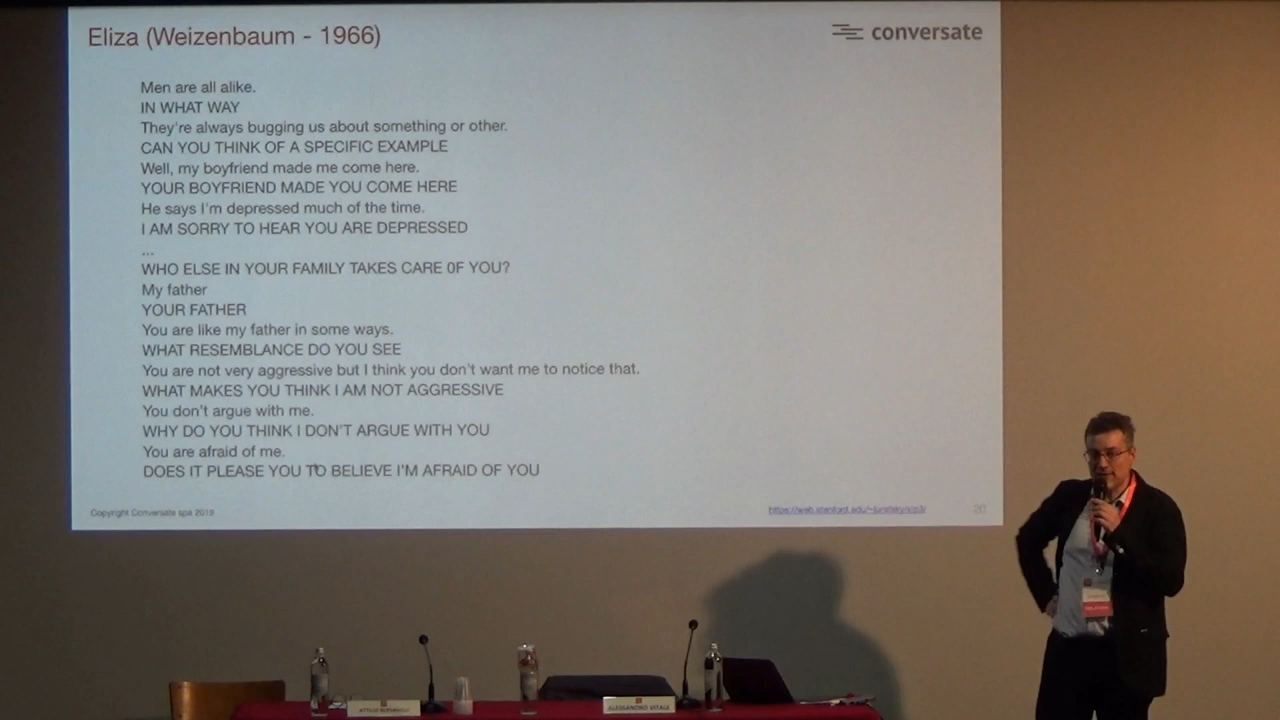 Eliza (Weizenbaum - 1966)
conversate
Men are all alike.
IN WHAT WAY
They're always bugging us about something or other.
CAN YOU THINK OF A SPECIFIC EXAMPLE
Well, my boyfriend made me come here.
YOUR BOYFRIEND MADE YOU COME HERE
He says I'm depressed much of the time.
I AM SORRY TO HEAR YOU ARE DEPRESSED
...
WHO ELSE IN YOUR FAMILY TAKES CARE 0F YOU?
My father
YOUR FATHER
You are like my father in some ways.
WHAT RESEMBLANCE DO YOU SEE
You are not very aggressive but I think you don't want me to notice that.
WHAT MAKES YOU THINK I AM NOT AGGRESSIVE
You don't argue with me.
WHY DO YOU THINK I DON'T ARGUE WITH YOU
You are afraid of me.
DOES IT PLEASE YOU TO BELIEVE I'M AFRAID OF YOU
Copyright Conversate spa 2019
20
ALESSANDRO VITALE